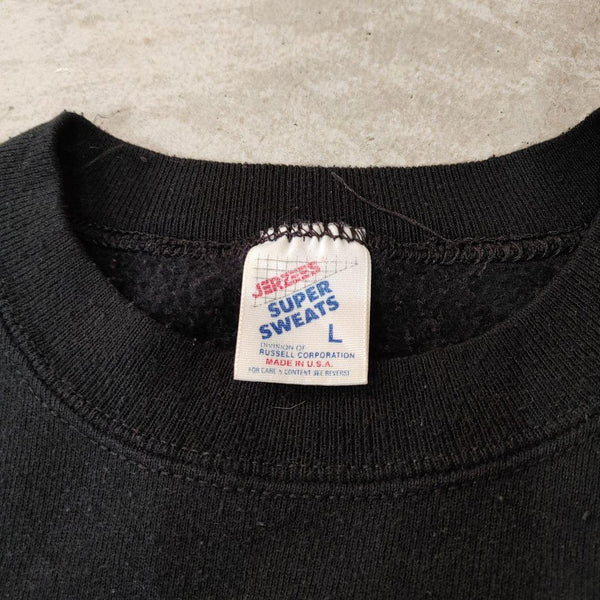 JERZEES
SUPER
SWEATS
L
DIVISION OF
RUSSELL CORPORATION
MADE IN U.S.A.
FOR CARE & CONTENT SEE REVERSE